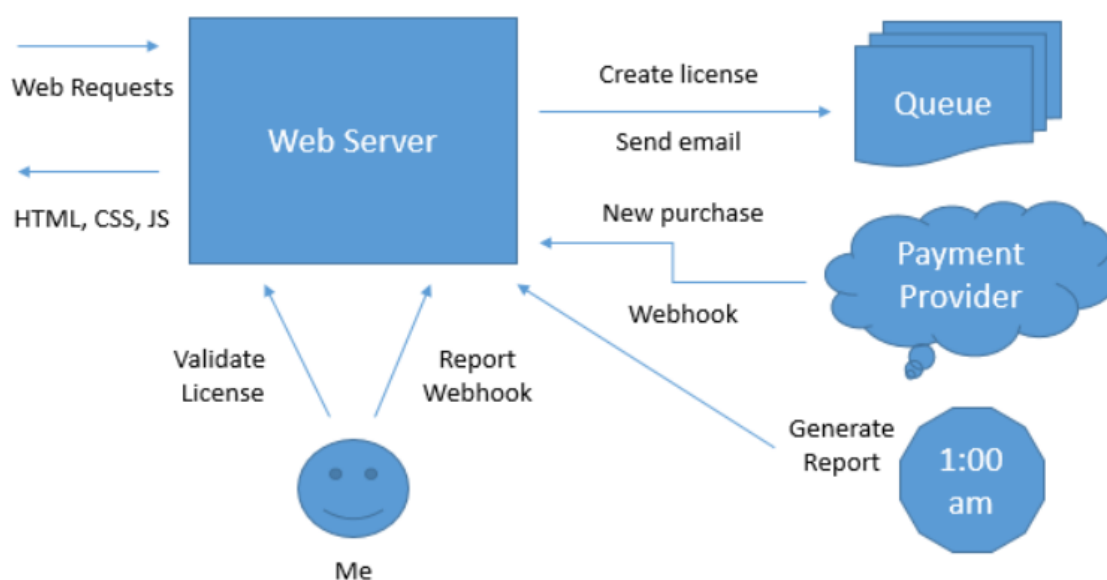 Web Requests
HTML, CSS, JS
Web Server
Create license
Send email
Queue
New purchase
Webhook
Payment
Provider
Validate
License
Report
Webhook
Generate
Report
1:00
am
Me